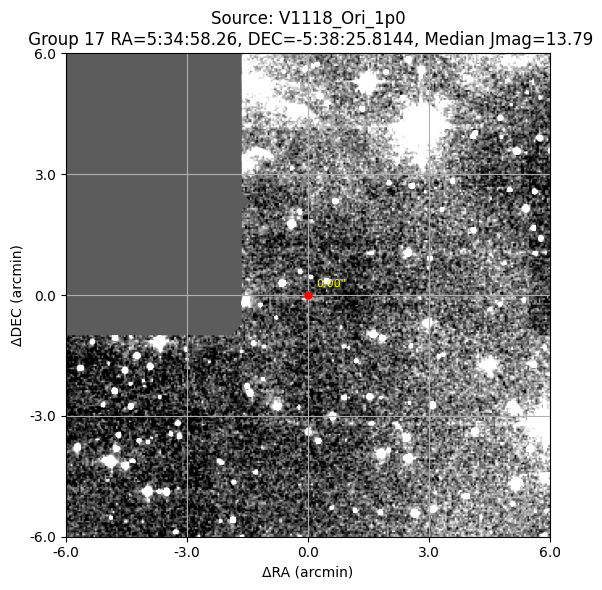 Source: V1118_Ori_1p0
Group 17 RA=5:34:58.26, DEC=-5:38:25.8144, Median Jmag=13.79
6.0
3.0
0.0
-3.0
-6.0
ΔDEC (arcmin)
0.00"
-6.0 -3.0 0.0 3.0 6.0
ΔRA (arcmin)